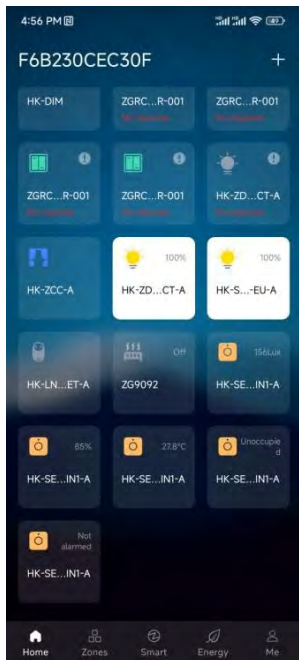 4:56 PM
49
F6B230CEC30F
+
HK-DIM
ZGRC...R-001
ZGRC...R-001
ZGRC...R-001
ZGRC...R-001
HK-ZD...CT-A
HK-ZCC-A
100%
HK-ZD...CT-A
100%
HK-S...-EU-A
HK-LN...ET-A
Off
ZG9092
156Lux
HK-SE...IN1-A
85%
HK-SE...IN1-A
27.8°C
HK-SE...IN1-A
Unoccupie
d
HK-SE...IN1-A
Not
alarmed
HK-SE...IN1-A
Home
Zones
Smart
Energy
Me